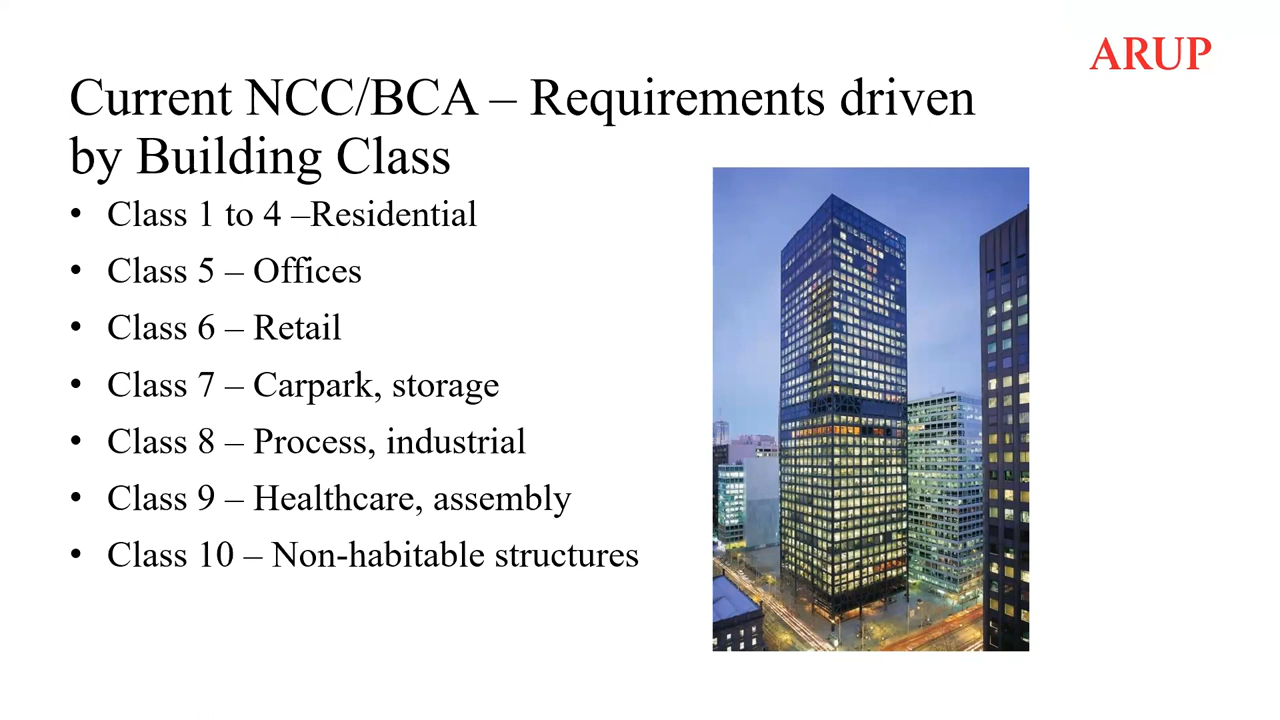 ARUP
Current NCC/BCA – Requirements driven
by Building Class
• Class 1 to 4 –Residential
• Class 5 – Offices
• Class 6 – Retail
• Class 7 – Carpark, storage
• Class 8 – Process, industrial
• Class 9 – Healthcare, assembly
• Class 10 – Non-habitable structures